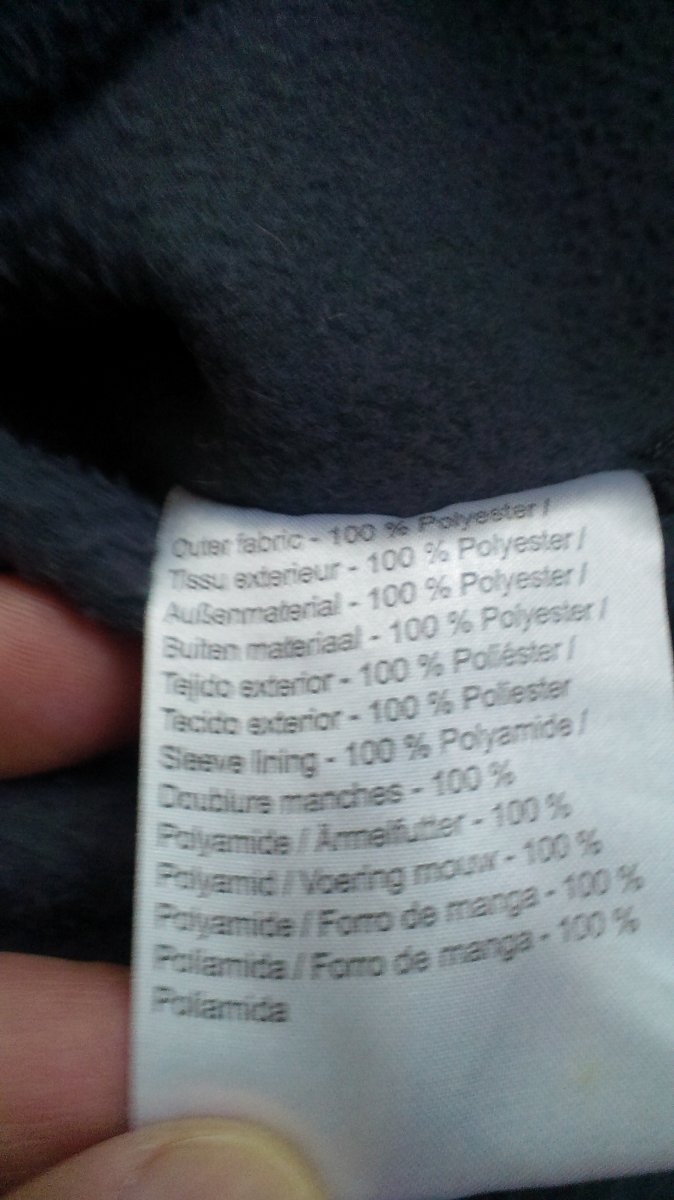 Outer fabric - 100 % Polyester /
Tissu exterieur - 100 % Polyester /
Außenmaterial - 100 % Polyester /
Buiten materiaal - 100 % Polyester /
Tejido exterior - 100 % Poliéster /
Tecido exterior - 100 % Poliester
Sleeve lining - 100 % Polyamide /
Doublure manches - 100 %
Polyamide / Ärmelfutter - 100 %
Polyamid / Voering mouw - 100 %
Polyamide / Forro de manga - 100 %
Poliamida / Forro de manga - 100 %
Poliamida